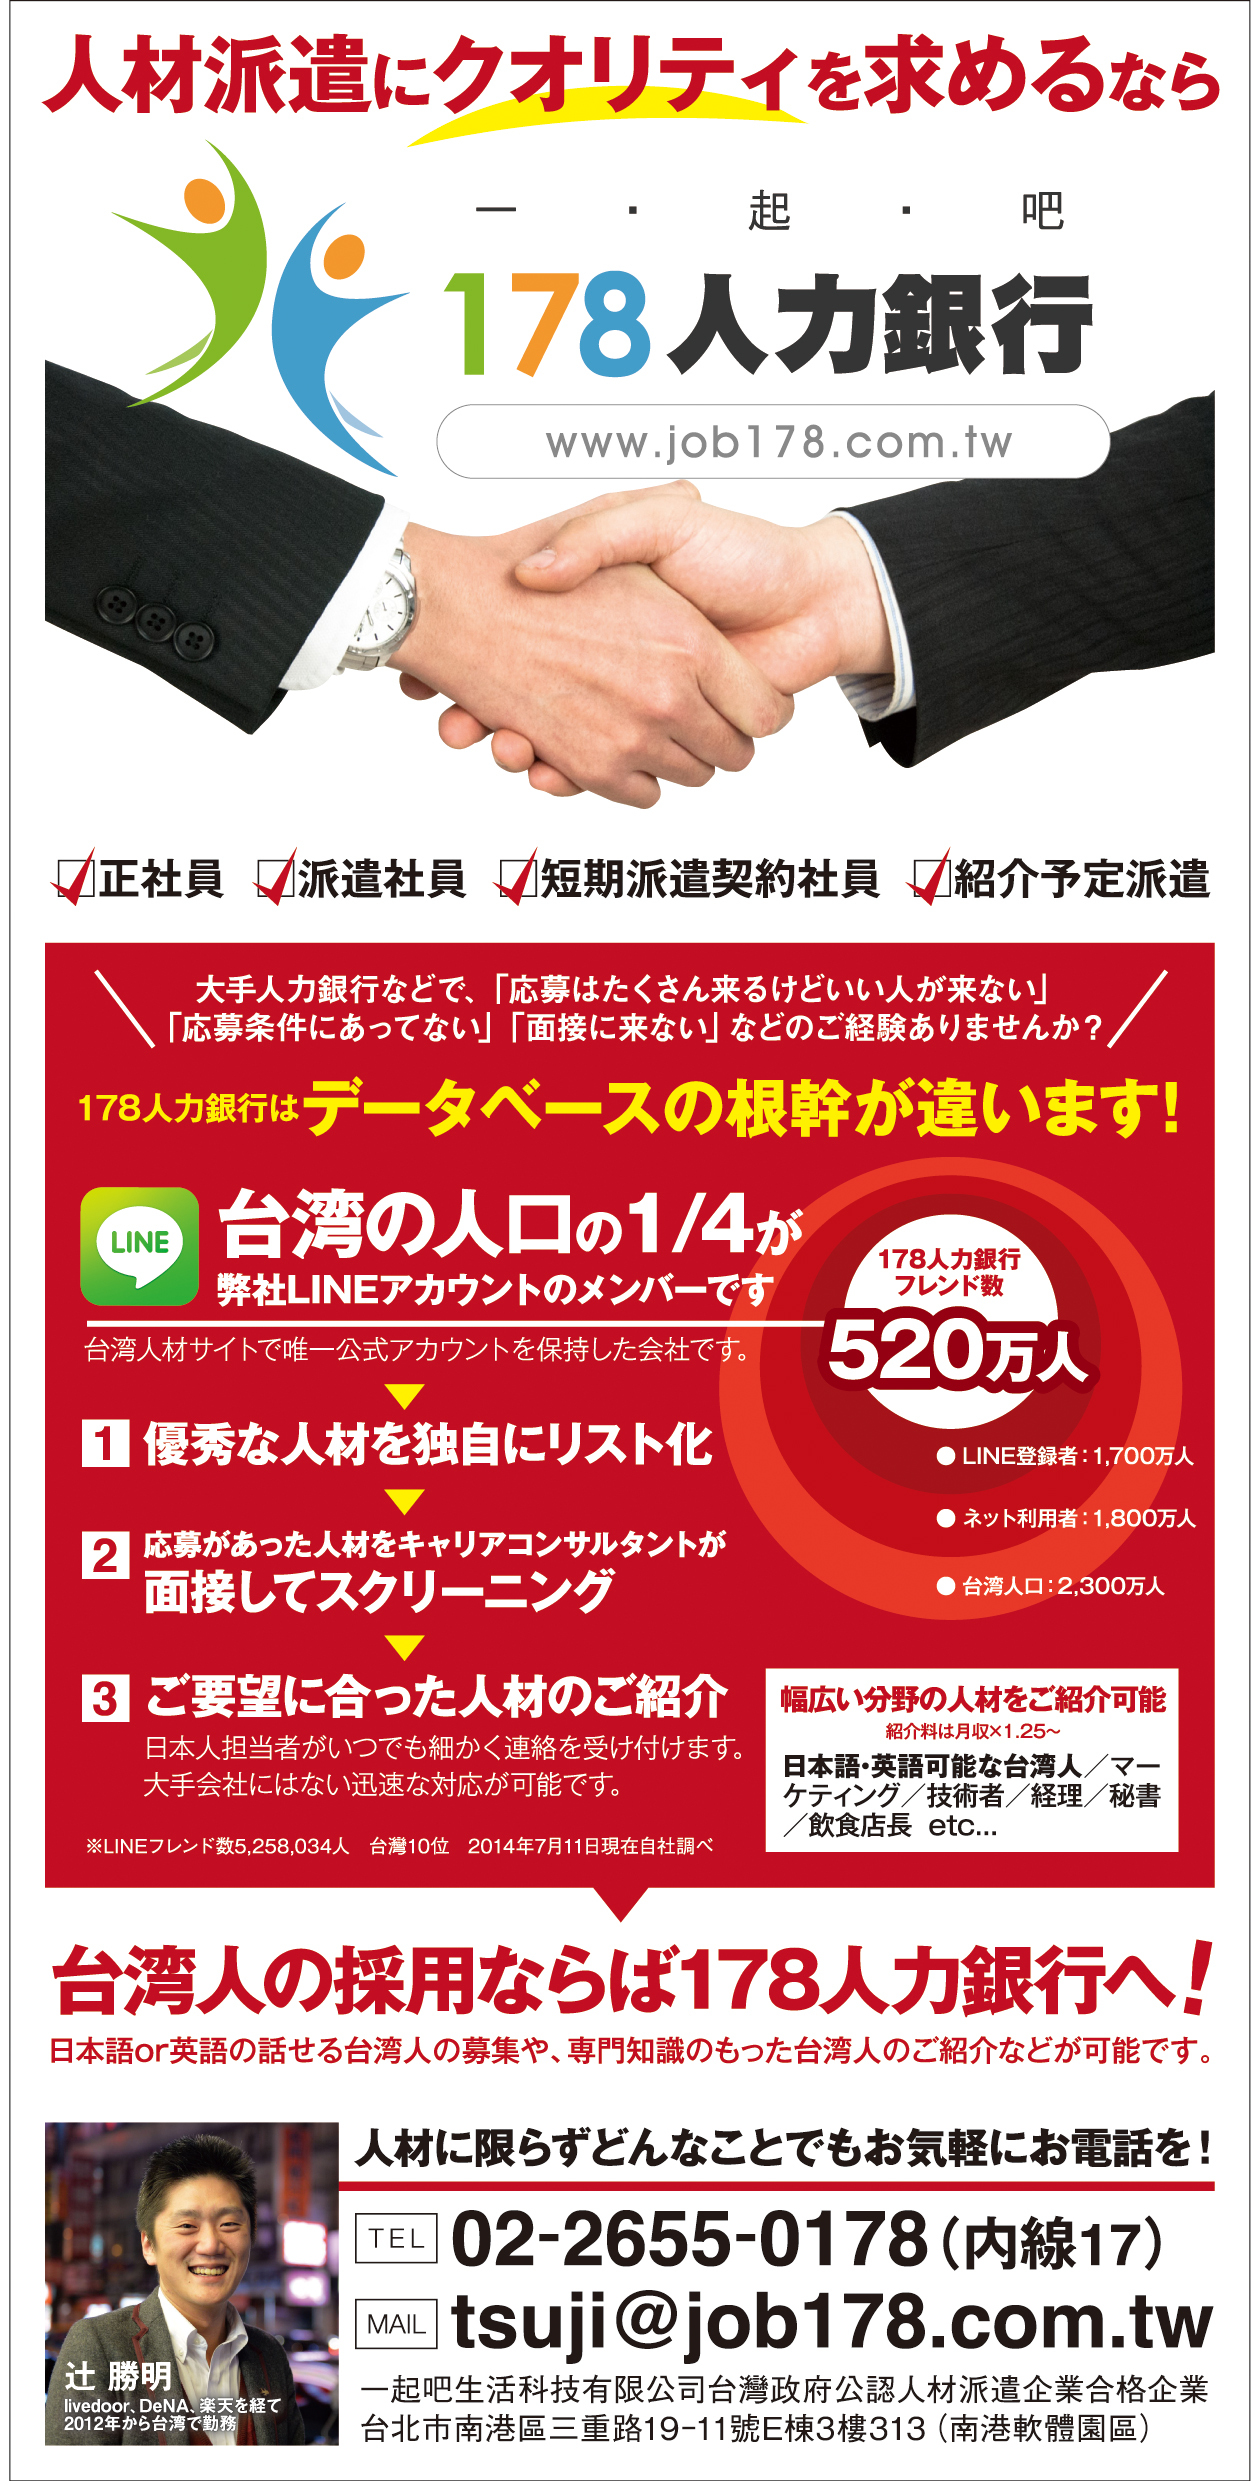 人材派遣にクオリティを求めるなら
一・起・吧
178人力銀行
www.job178.com.tw
正社員 派遣社員 短期派遣契約社員 紹介予定派遣
大手人力銀行などで、「応募はたくさん来るけどいい人が来ない」
「応募条件にあってない」「面接に来ない」などのご経験ありませんか？
178人力銀行はデータベースの根幹が違います!
LINE
台湾の人口の1/4が
弊社LINEアカウントのメンバーです
台湾人材サイトで唯一公式アカウントを保持した会社です。
178人力銀行
フレンド数
520万人
● LINE登録者：1,700万人
● ネット利用者：1,800万人
● 台湾人口：2,300万人
1 優秀な人材を独自にリスト化
2 応募があった人材をキャリアコンサルタントが
面接してスクリーニング
3 ご要望に合った人材のご紹介
日本人担当者がいつでも細かく連絡を受け付けます。
大手会社にはない迅速な対応が可能です。
※LINEフレンド数5,258,034人　台灣10位　2014年7月11日現在自社調べ
幅広い分野の人材をご紹介可能
紹介料は月収×1.25〜
日本語・英語可能な台湾人／マー
ケティング／技術者／経理／秘書
／飲食店長 etc...
台湾人の採用ならば178人力銀行へ!
日本語or英語の話せる台湾人の募集や、専門知識のもった台湾人のご紹介などが可能です。
人材に限らずどんなことでもお気軽にお電話を！
TEL 02-2655-0178（内線17）
MAIL tsuji@job178.com.tw
一起吧生活科技有限公司台灣政府公認人材派遣企業合格企業
台北市南港區三重路19-11號E棟3樓313（南港軟體園區）
辻 勝明
livedoor、DeNA、楽天を経て
2012年から台湾で勤務